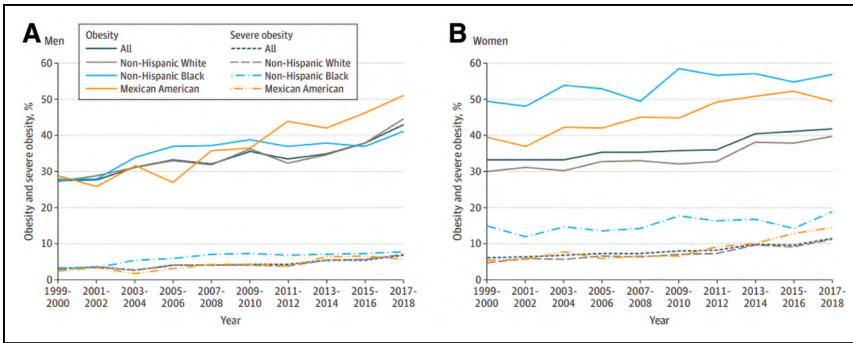 A Men
Obesity Severe obesity
All All
Non-Hispanic White Non-Hispanic White
Non-Hispanic Black Non-Hispanic Black
Mexican American Mexican American
Obesity and severe obesity, %
60
50
40
30
20
10
0
1999-2000 2001-2002 2003-2004 2005-2006 2007-2008 2009-2010 2011-2012 2013-2014 2015-2016 2017-2018
Year
B Women
Obesity and severe obesity, %
60
50
40
30
20
10
0
1999-2000 2001-2002 2003-2004 2005-2006 2007-2008 2009-2010 2011-2012 2013-2014 2015-2016 2017-2018
Year